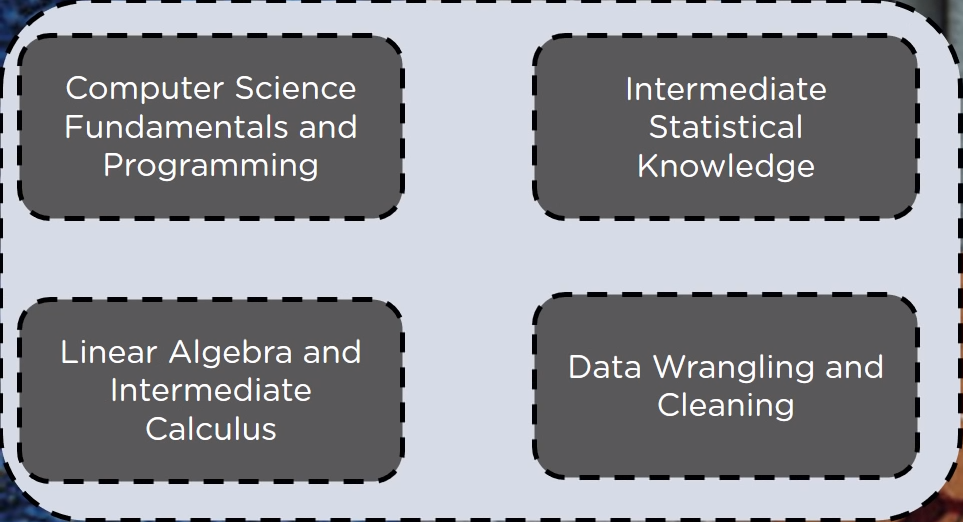 Computer Science
Fundamentals and
Programming
Intermediate
Statistical
Knowledge
Linear Algebra and
Intermediate
Calculus
Data Wrangling and
Cleaning